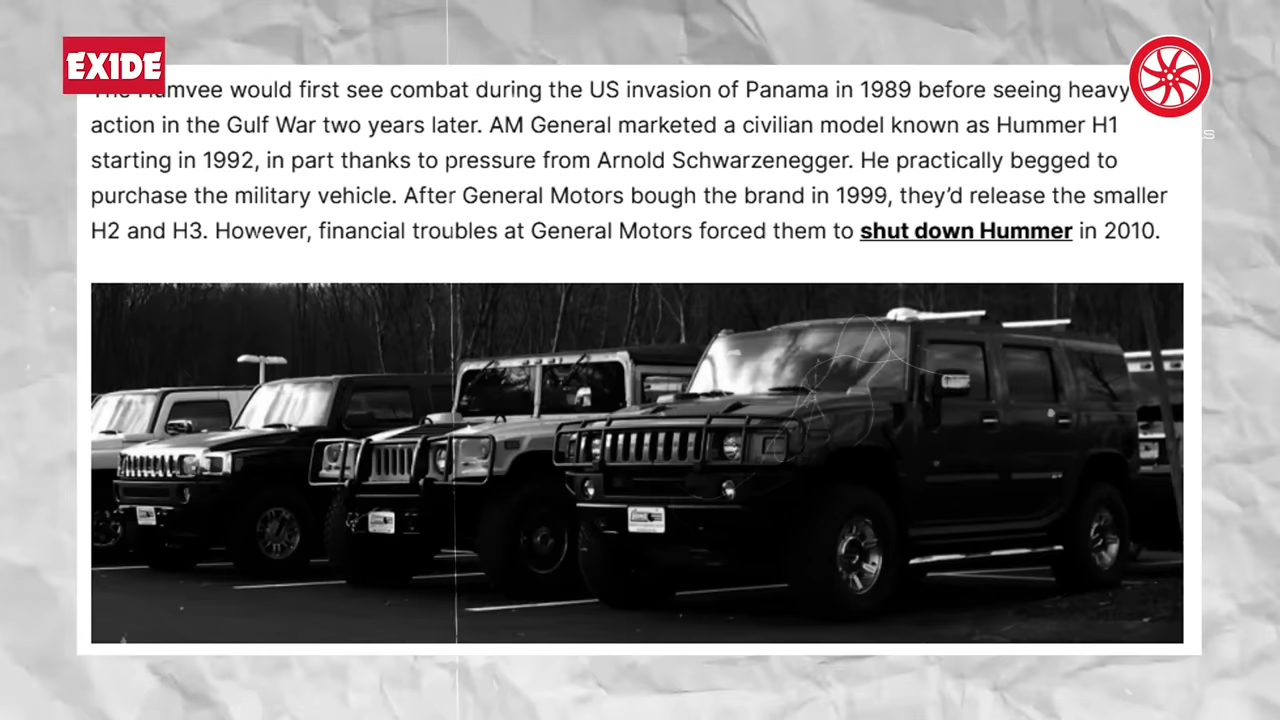 EXIDE
The Humvee would first see combat during the US invasion of Panama in 1989 before seeing heavy
action in the Gulf War two years later. AM General marketed a civilian model known as Hummer H1
starting in 1992, in part thanks to pressure from Arnold Schwarzenegger. He practically begged to
purchase the military vehicle. After General Motors bough the brand in 1999, they’d release the smaller
H2 and H3. However, financial troubles at General Motors forced them to shut down Hummer in 2010.